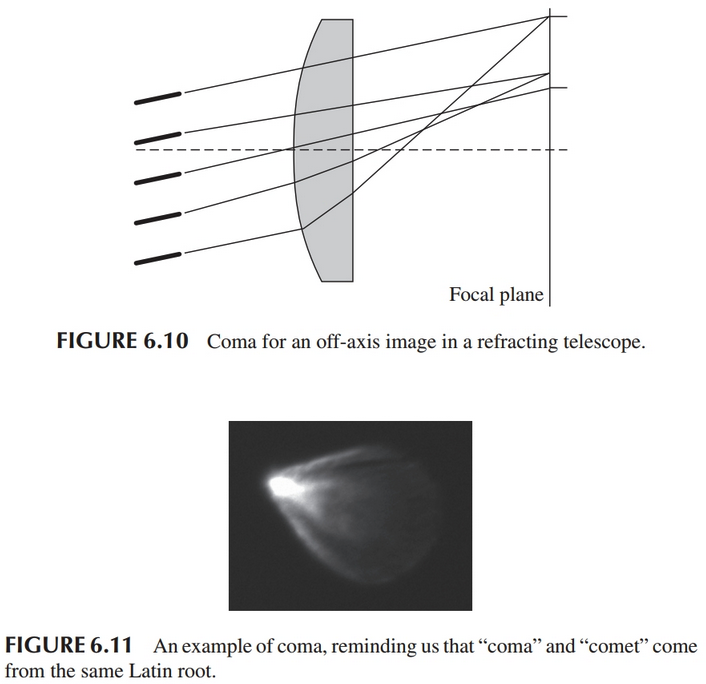 Focal plane
FIGURE 6.10 Coma for an off-axis image in a refracting telescope.
FIGURE 6.11 An example of coma, reminding us that “coma” and “comet” come
from the same Latin root.